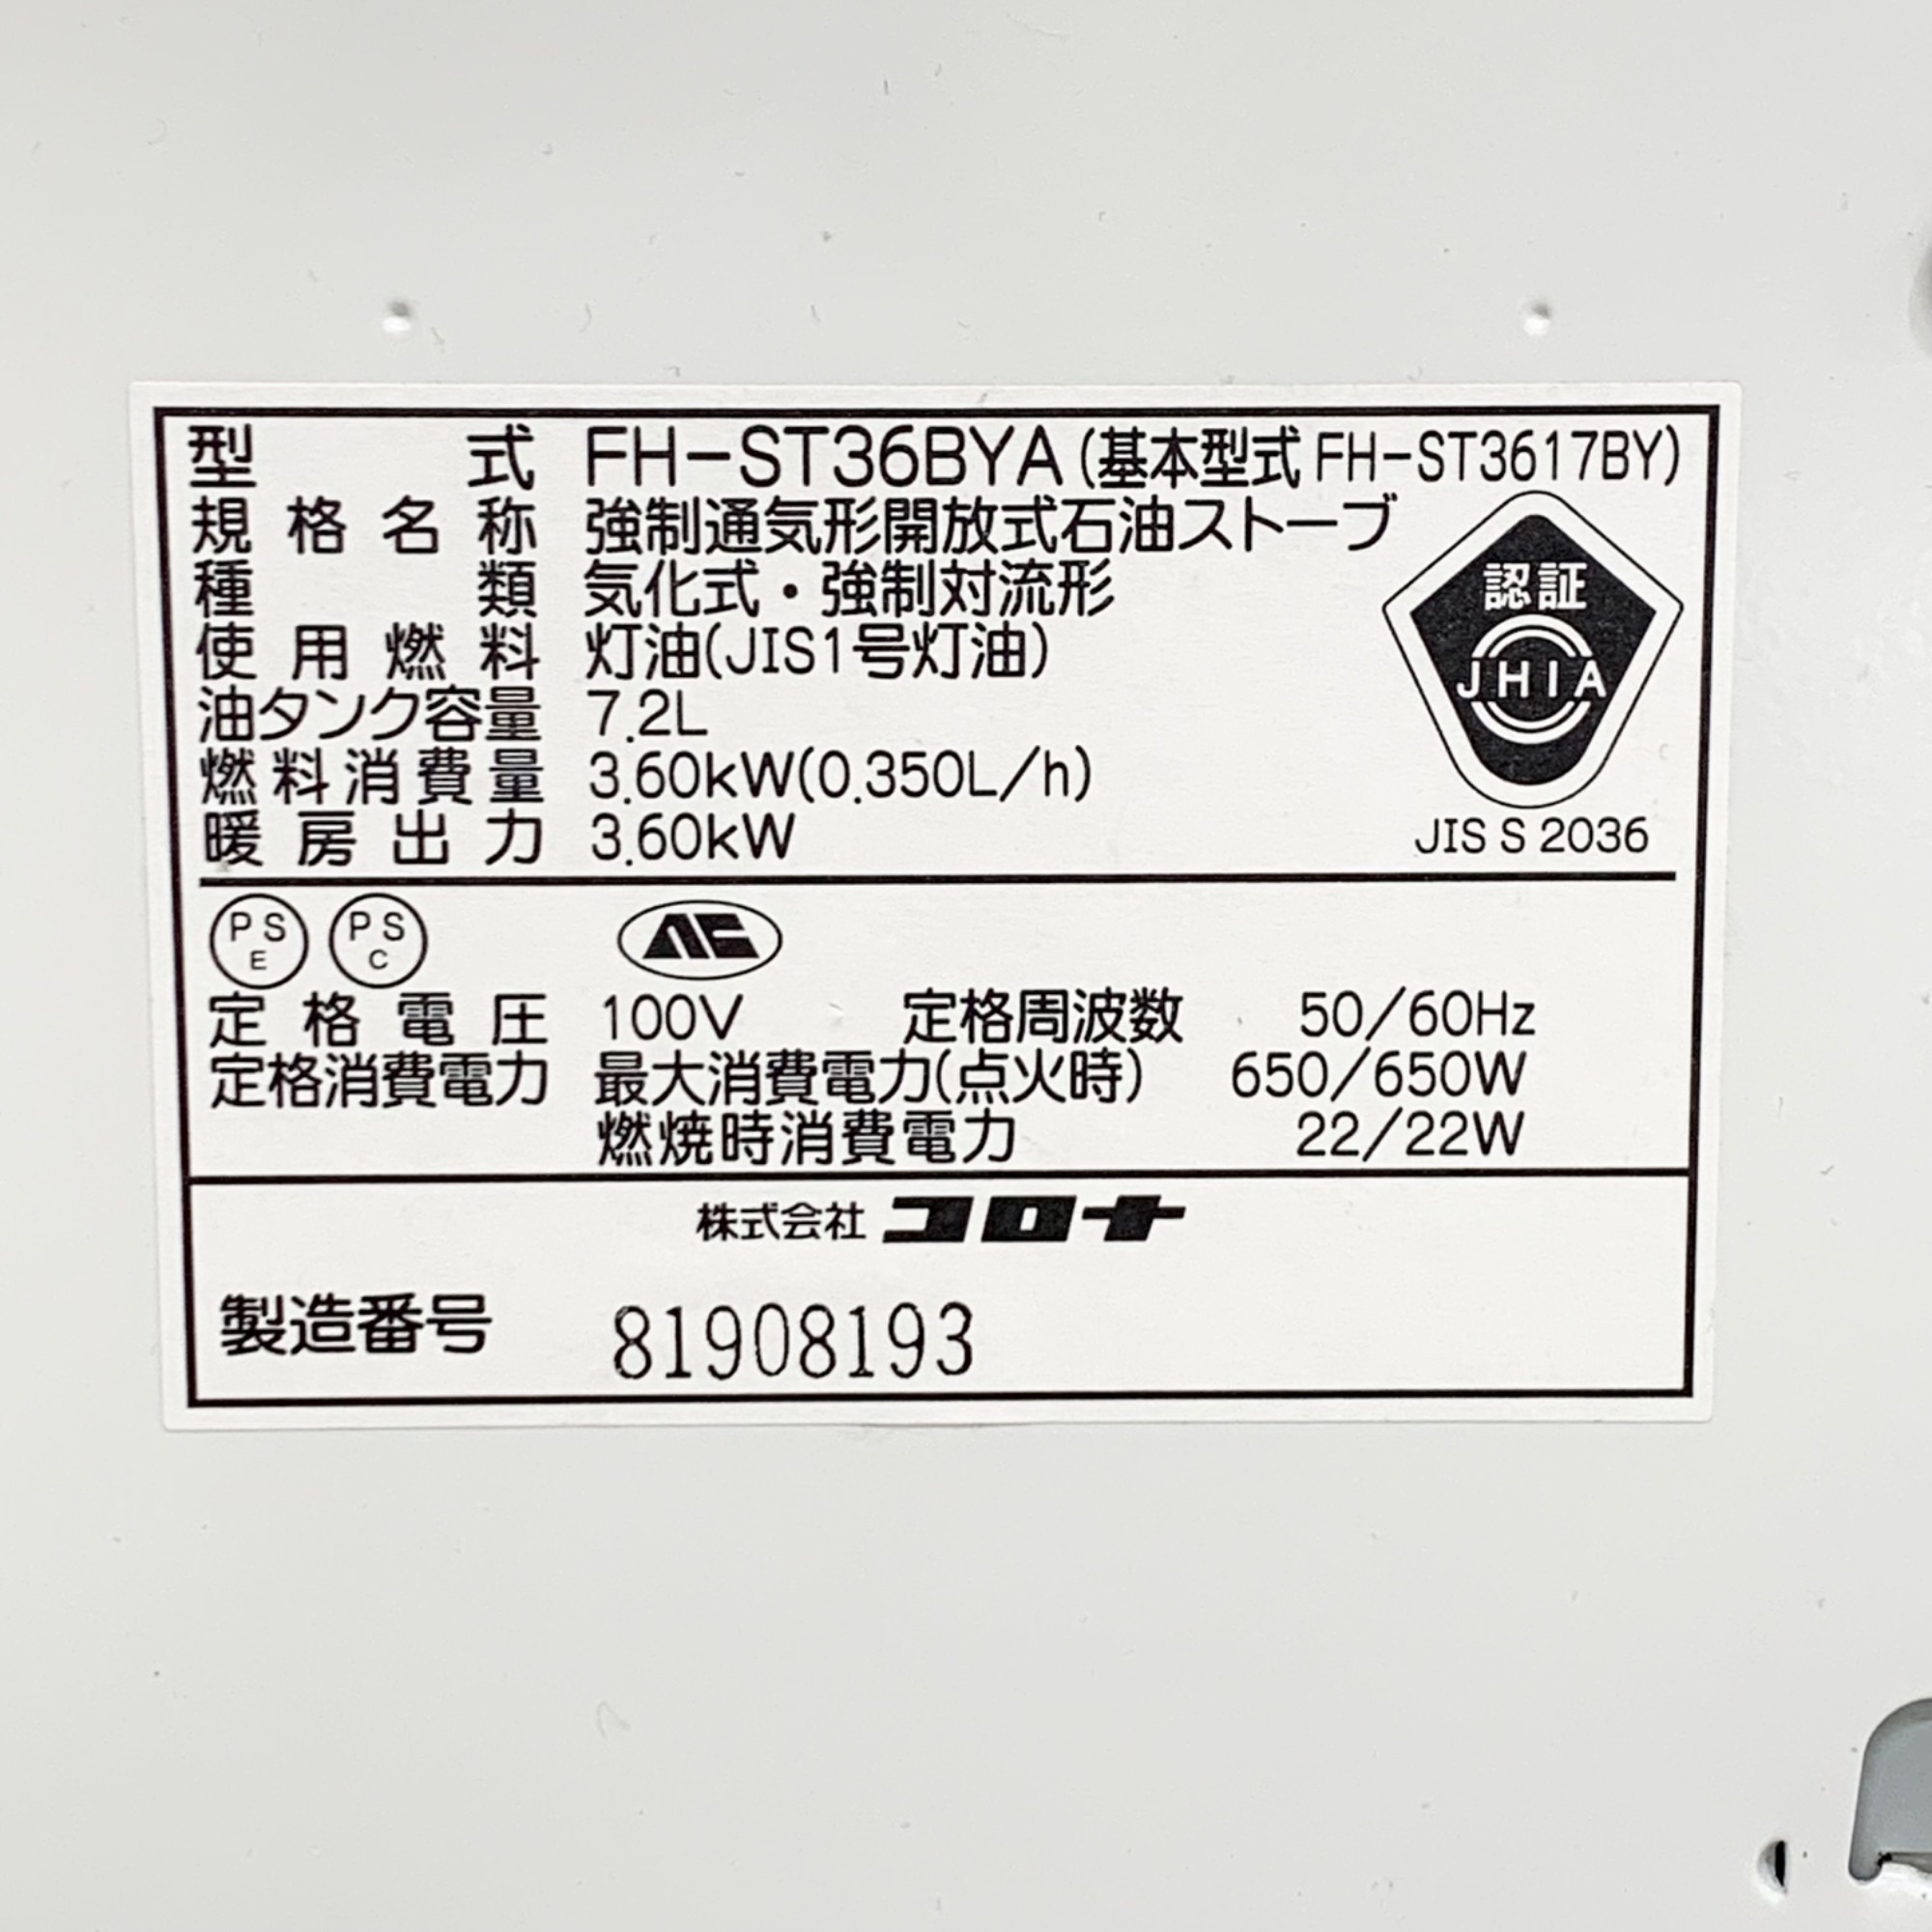 型式 FH-ST36BYA (基本型式 FH-ST3617BY)
規格名称 強制通気形開放式石油ストーブ
種類 気化式・強制対流形
使用燃料 灯油(JIS1号灯油)
油タンク容量 7.2L
燃料消費量 3.60kW(0.350L/h)
暖房出力 3.60kW
認証
JHIA
JIS S 2036
PS E PS C
定格電圧 100V 定格周波数 50/60Hz
定格消費電力 最大消費電力(点火時) 650/650W
燃焼時消費電力 22/22W
株式会社 コロナ
製造番号 81908193